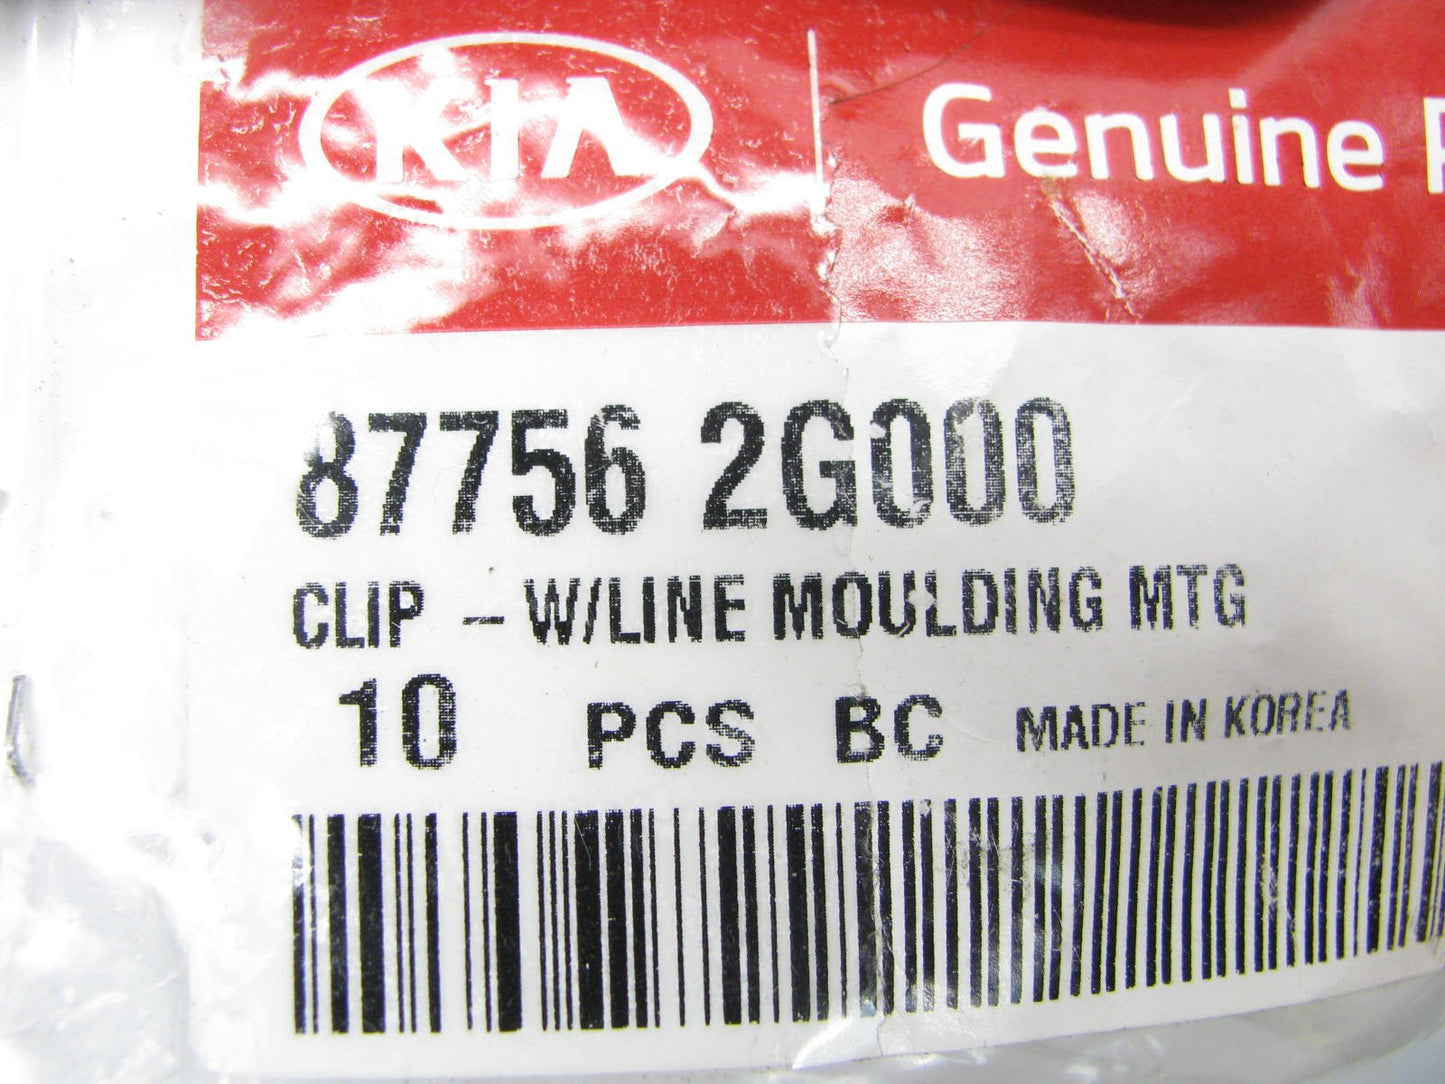 KIA
Genuine
87756 2G000
CLIP - W/LINE MOULDING MTG
10 PCS BC MADE IN KOREA